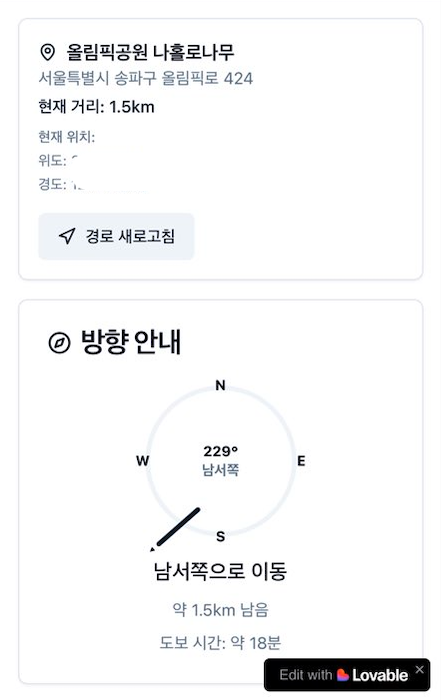 올림픽공원 나홀로나무
서울특별시 송파구 올림픽로 424
현재 거리: 1.5km
현재 위치:
위도:
경도:
경로 새로고침
방향 안내
N
W
229°
남서쪽
E
S
남서쪽으로 이동
약 1.5km 남음
도보 시간: 약 18분
Edit with Lovable ×